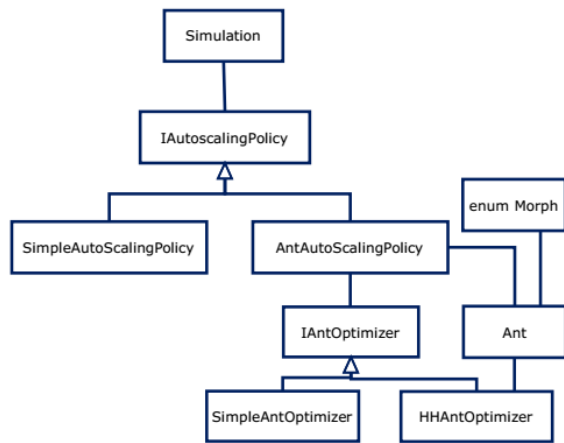 Simulation
IAutoscalingPolicy
enum Morph
SimpleAutoScalingPolicy
AntAutoScalingPolicy
IAntOptimizer
Ant
SimpleAntOptimizer
HHAntOptimizer